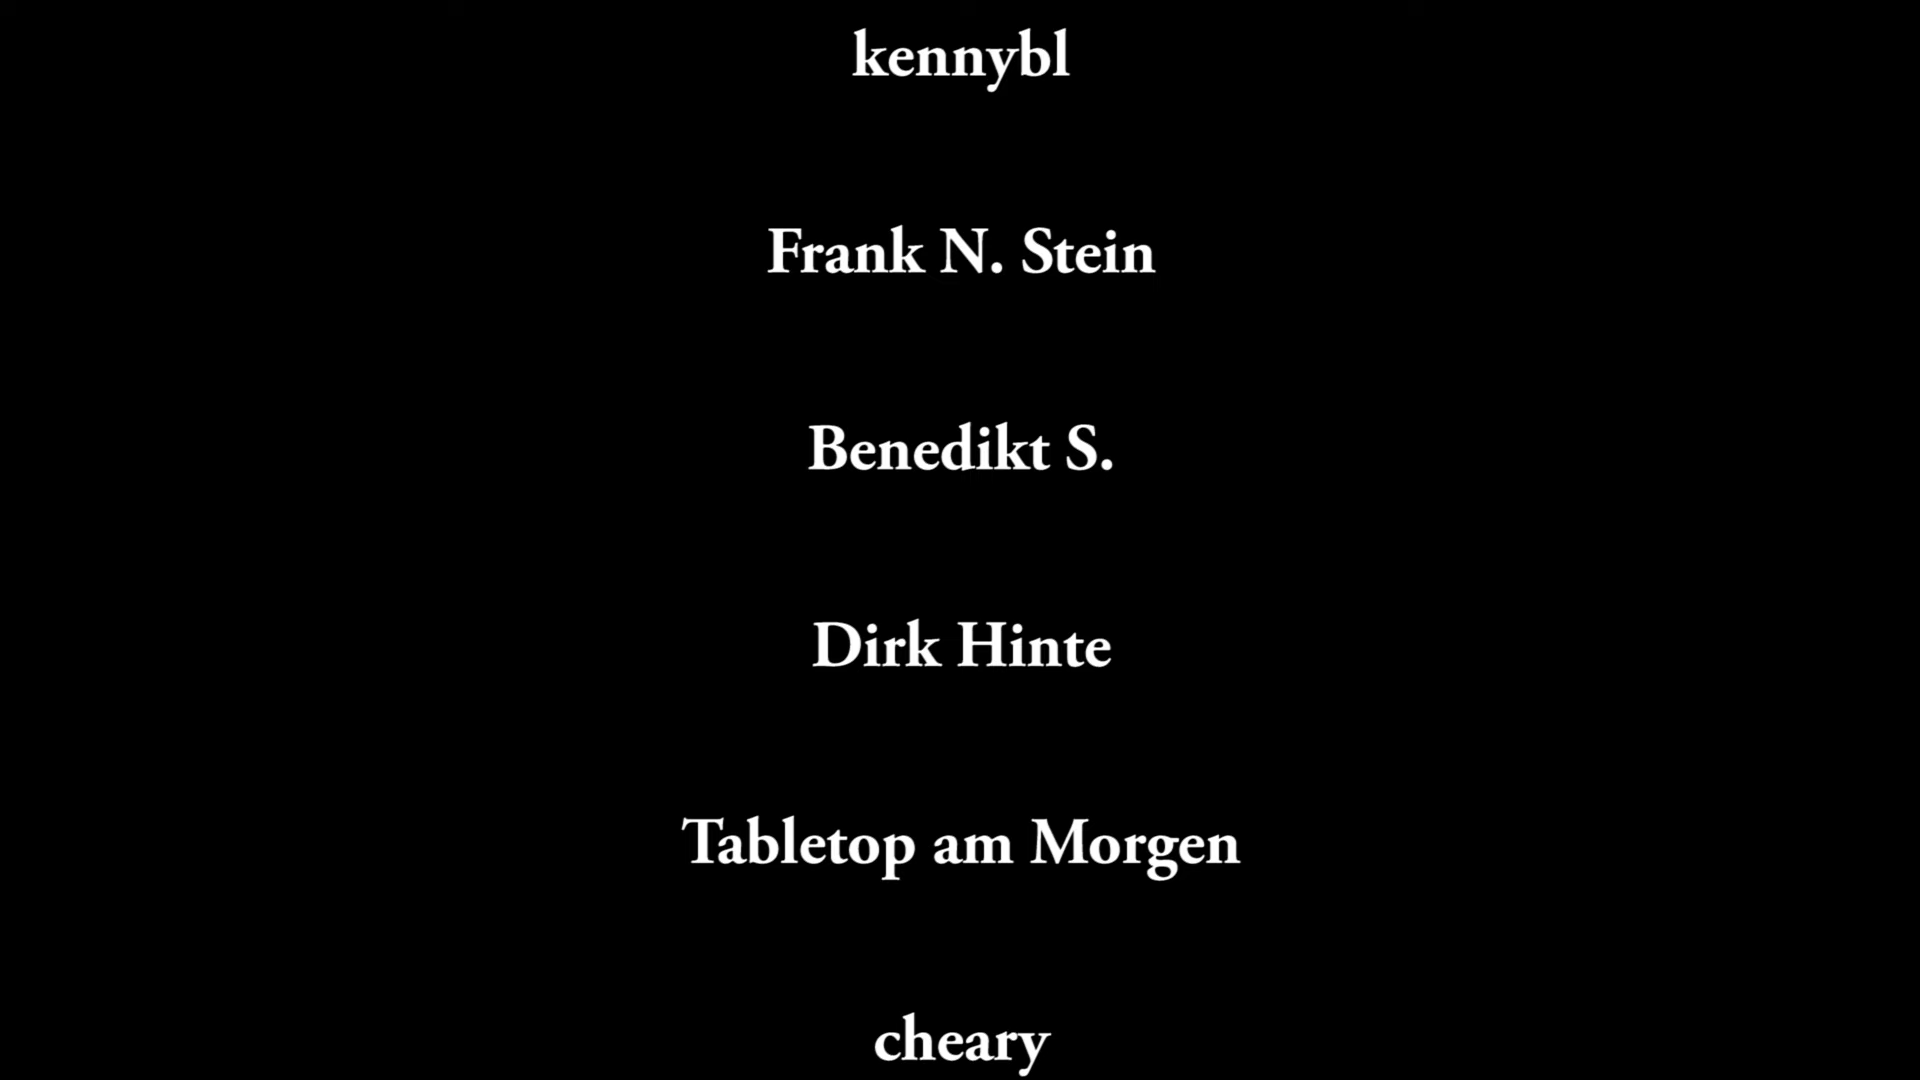 kennybl
Frank N. Stein
Benedikt S.
Dirk Hinte
Tabletop am Morgen
cheary